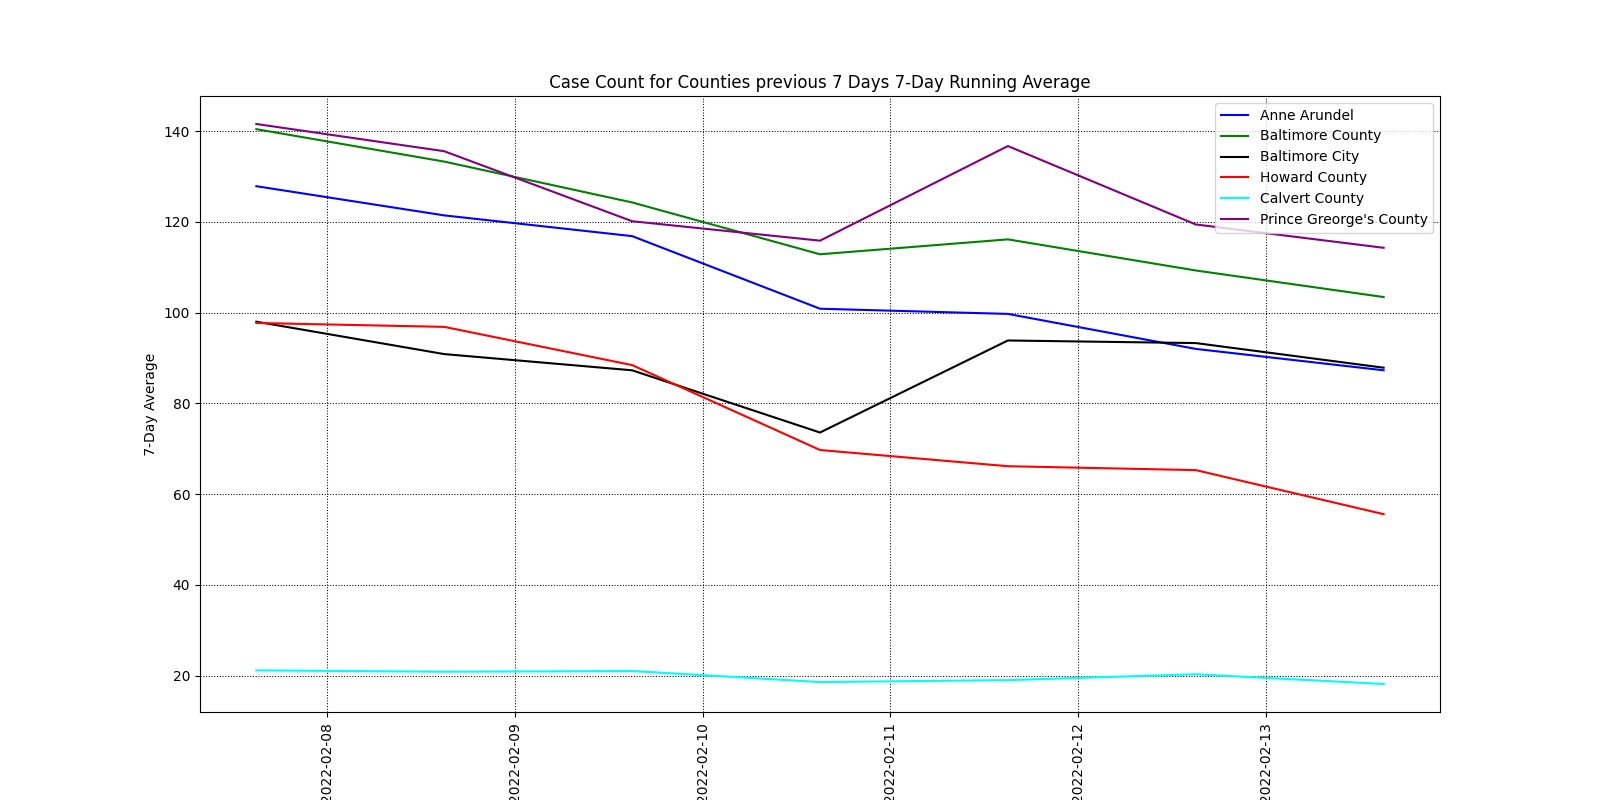 Case Count for Counties previous 7 Days 7-Day Running Average
Anne Arundel
Baltimore County
Baltimore City
Howard County
Calvert County
Prince Greorge's County
7-Day Average
140
120
100
80
60
40
20
2022-02-08
2022-02-09
2022-02-10
2022-02-11
2022-02-12
2022-02-13